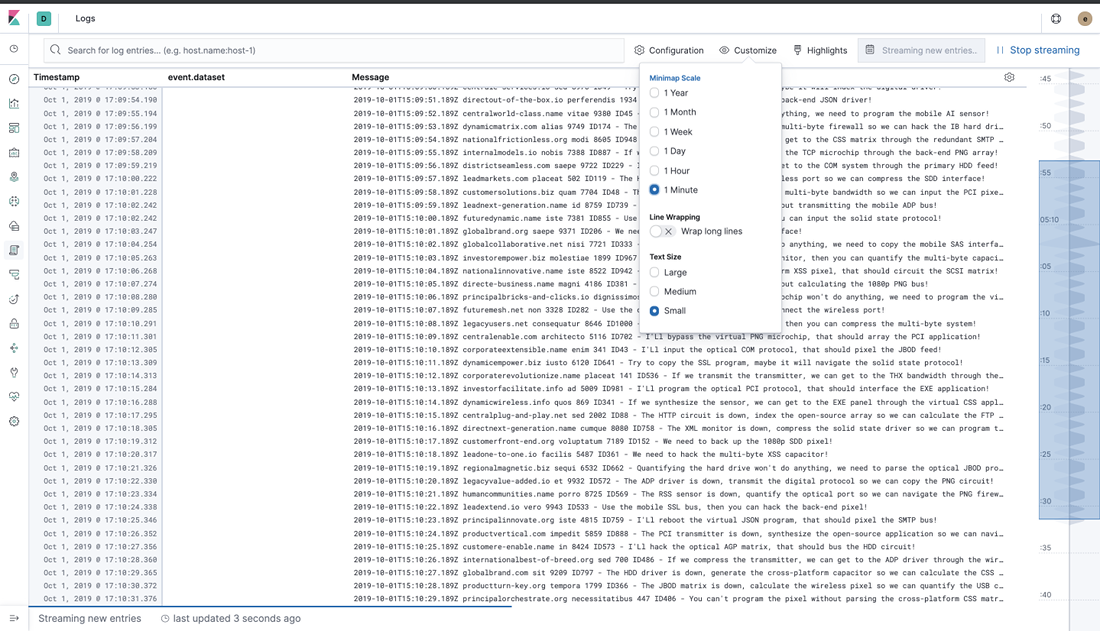 D Logs e
Search for log entries... (e.g. host.name:host-1) Configuration Customize Highlights Streaming new entries.. Stop streaming
Timestamp event.dataset Message
Minimap Scale
1 Year
1 Month
1 Week
1 Day
1 Hour
1 Minute
Line Wrapping
Wrap long lines
Text Size
Large
Medium
Small
Oct 1, 2019 @ 17:09:54.190 2019-10-01T15:09:51.189Z directout-of-the-box.io perferendis 1934 back-end JSON driver!
Oct 1, 2019 @ 17:09:55.194 2019-10-01T15:09:52.189Z centralworld-class.name vitae 9380 ID45 anything, we need to program the mobile AI sensor!
Oct 1, 2019 @ 17:09:56.199 2019-10-01T15:09:53.189Z dynamicmatrix.com alias 9749 ID174 - The multi-byte firewall so we can hack the IB hard dri…
Oct 1, 2019 @ 17:09:57.204 2019-10-01T15:09:54.189Z nationalfrictionless.org modi 8605 ID948 get to the CSS matrix through the redundant SMTP …
Oct 1, 2019 @ 17:09:58.209 2019-10-01T15:09:55.189Z internalmodels.io nobis 7388 ID887 - If w the TCP microchip through the back-end PNG array!
Oct 1, 2019 @ 17:09:59.219 2019-10-01T15:09:56.189Z districtseamless.com saepe 9722 ID229 - get to the COM system through the primary HDD feed!
Oct 1, 2019 @ 17:10:00.222 2019-10-01T15:09:57.189Z leadmarkets.com placeat 502 ID119 - The H less port so we can compress the SDD interface!
Oct 1, 2019 @ 17:10:01.228 2019-10-01T15:09:58.189Z customersolutions.biz quam 7704 ID48 - Th multi-byte bandwidth so we can input the PCI pixe…
Oct 1, 2019 @ 17:10:02.242 2019-10-01T15:09:59.189Z leadnext-generation.name id 8759 ID739 - out transmitting the mobile ADP bus!
Oct 1, 2019 @ 17:10:02.242 2019-10-01T15:10:00.189Z futuredynamic.name iste 7381 ID855 - Use can input the solid state protocol!
Oct 1, 2019 @ 17:10:03.247 2019-10-01T15:10:01.189Z globalbrand.org saepe 9371 ID206 - We nee face!
Oct 1, 2019 @ 17:10:04.254 2019-10-01T15:10:02.189Z globalcollaborative.net nisi 7721 ID333 anything, we need to copy the mobile SAS interfa…
Oct 1, 2019 @ 17:10:05.263 2019-10-01T15:10:03.189Z investorempower.biz molestiae 1899 ID967 nitor, then you can quantify the multi-byte capaci…
Oct 1, 2019 @ 17:10:06.268 2019-10-01T15:10:04.189Z nationalinnovative.name iste 8522 ID942 - XSS pixel, that should circuit the SCSI matrix!
Oct 1, 2019 @ 17:10:07.274 2019-10-01T15:10:05.189Z directe-business.name magni 4186 ID381 - out calculating the 1080p PNG bus!
Oct 1, 2019 @ 17:10:08.280 2019-10-01T15:10:06.189Z principalbricks-and-clicks.io dignissimo chip won't do anything, we need to program the vi…
Oct 1, 2019 @ 17:10:09.285 2019-10-01T15:10:07.189Z futuremesh.net non 3328 ID282 - Use the nnect the wireless port!
Oct 1, 2019 @ 17:10:10.291 2019-10-01T15:10:08.189Z legacyusers.net consequatur 8646 ID1000 then you can compress the multi-byte system!
Oct 1, 2019 @ 17:10:11.301 2019-10-01T15:10:09.189Z centralenable.com architecto 5116 ID702 - I'll bypass the virtual PNG microchip, that should array the PCI application!
Oct 1, 2019 @ 17:10:12.305 2019-10-01T15:10:10.189Z corporateextensible.name enim 341 ID43 - I'll input the optical COM protocol, that should pixel the JBOD feed!
Oct 1, 2019 @ 17:10:13.309 2019-10-01T15:10:11.189Z dynamicempower.biz iusto 6120 ID641 - Try to copy the SSL program, maybe it will navigate the solid state protocol!
Oct 1, 2019 @ 17:10:14.313 2019-10-01T15:10:12.189Z corporaterevolutionize.name placeat 141 ID536 - If we transmit the transmitter, we can get to the THX bandwidth through the…
Oct 1, 2019 @ 17:10:15.284 2019-10-01T15:10:13.189Z investorfacilitate.info ad 5009 ID981 - I'll program the optical PCI protocol, that should interface the EXE application!
Oct 1, 2019 @ 17:10:16.288 2019-10-01T15:10:14.189Z dynamicwireless.info quos 869 ID341 - If we synthesize the sensor, we can get to the EXE panel through the virtual CSS appl…
Oct 1, 2019 @ 17:10:17.295 2019-10-01T15:10:15.189Z centralplug-and-play.net sed 2002 ID88 - The HTTP circuit is down, index the open-source array so we can calculate the FTP …
Oct 1, 2019 @ 17:10:18.305 2019-10-01T15:10:16.189Z directnext-generation.name cumque 8080 ID758 - The XML monitor is down, compress the solid state driver so we can program t…
Oct 1, 2019 @ 17:10:19.312 2019-10-01T15:10:17.189Z customerfront-end.org voluptatum 7189 ID152 - We need to back up the 1080p SDD pixel!
Oct 1, 2019 @ 17:10:20.317 2019-10-01T15:10:18.189Z leadone-to-one.io facilis 5487 ID361 - We need to hack the multi-byte XSS capacitor!
Oct 1, 2019 @ 17:10:21.326 2019-10-01T15:10:19.189Z regionalmagnetic.biz sequi 6532 ID662 - Quantifying the hard drive won't do anything, we need to parse the optical JBOD pro…
Oct 1, 2019 @ 17:10:22.330 2019-10-01T15:10:20.189Z legacyvalue-added.io et 9932 ID572 - The ADP driver is down, transmit the digital protocol so we can copy the PNG circuit!
Oct 1, 2019 @ 17:10:23.334 2019-10-01T15:10:21.189Z humancommunities.name porro 8725 ID569 - The RSS sensor is down, quantify the optical port so we can navigate the PNG firew…
Oct 1, 2019 @ 17:10:24.338 2019-10-01T15:10:22.189Z leadextend.io vero 9943 ID533 - Use the mobile SSL bus, then you can hack the back-end pixel!
Oct 1, 2019 @ 17:10:25.346 2019-10-01T15:10:23.189Z principalinnovate.org iste 4815 ID759 - I'll reboot the virtual JSON program, that should pixel the SMTP bus!
Oct 1, 2019 @ 17:10:26.352 2019-10-01T15:10:24.189Z productvertical.com impedit 5859 ID888 - The PCI transmitter is down, synthesize the open-source application so we can navi…
Oct 1, 2019 @ 17:10:27.356 2019-10-01T15:10:25.189Z customere-enable.name in 8424 ID573 - I'll hack the optical AGP matrix, that should bus the HDD circuit!
Oct 1, 2019 @ 17:10:28.360 2019-10-01T15:10:26.189Z internationalbest-of-breed.org sed 700 ID486 - If we compress the transmitter, we can get to the ADP driver through the wir…
Oct 1, 2019 @ 17:10:29.365 2019-10-01T15:10:27.189Z globalbrand.com sit 9209 ID797 - The HDD driver is down, generate the cross-platform capacitor so we can calculate the CSS …
Oct 1, 2019 @ 17:10:30.372 2019-10-01T15:10:28.189Z productturn-key.org tempora 1799 ID366 - The JBOD matrix is down, calculate the wireless pixel so we can quantify the USB c…
Oct 1, 2019 @ 17:10:31.376 2019-10-01T15:10:29.189Z principalorchestrate.org necessitatibus 447 ID406 - You can't program the pixel without parsing the cross-platform CSS matr…
:45
:50
:55
05:10
:05
:10
:15
:20
:25
:30
:35
:40
Streaming new entries last updated 3 seconds ago